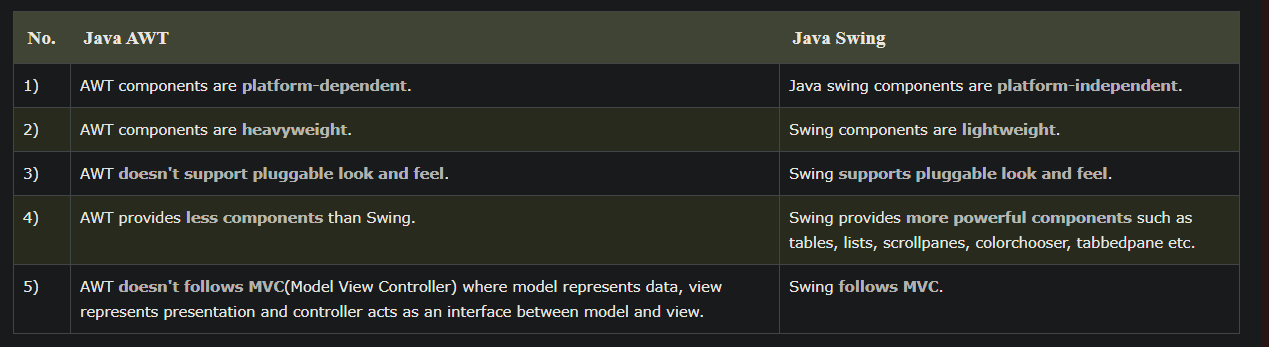 No. Java AWT Java Swing
1) AWT components are platform-dependent. Java swing components are platform-independent.
2) AWT components are heavyweight. Swing components are lightweight.
3) AWT doesn't support pluggable look and feel. Swing supports pluggable look and feel.
4) AWT provides less components than Swing. Swing provides more powerful components such as
tables, lists, scrollpanes, colorchooser, tabbedpane etc.
5) AWT doesn't follows MVC(Model View Controller) where model represents data, view
represents presentation and controller acts as an interface between model and view.
Swing follows MVC.